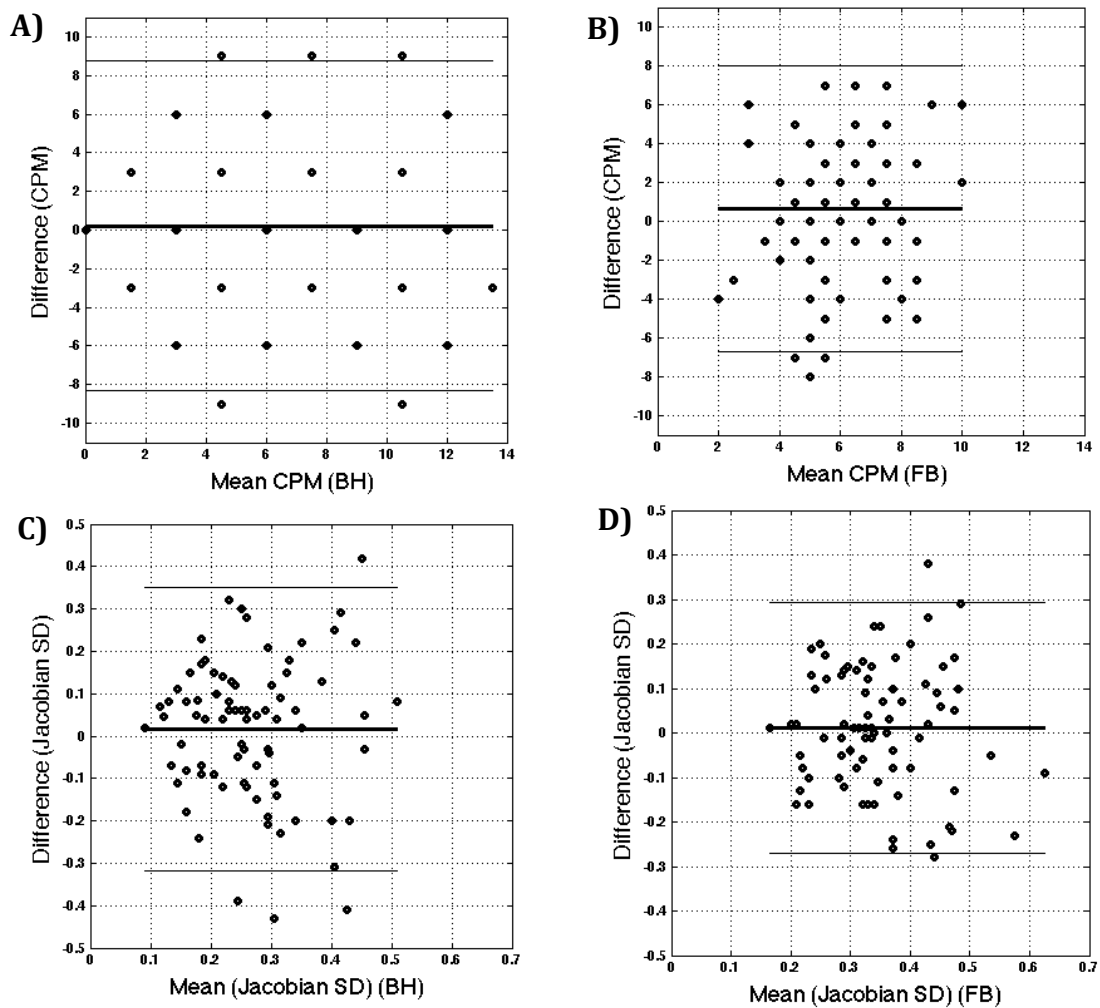 A)
10
8
6
4
2
0
-2
-4
-6
-8
-10
Difference (CPM)
0 2 4 6 8 10 12 14
Mean CPM (BH)
B)
10
8
6
4
2
0
-2
-4
-6
-8
-10
Difference (CPM)
0 2 4 6 8 10 12 14
Mean CPM (FB)
C)
0.5
0.4
0.3
0.2
0.1
0
-0.1
-0.2
-0.3
-0.4
-0.5
Difference (Jacobian SD)
0.1 0.2 0.3 0.4 0.5 0.6 0.7
Mean (Jacobian SD) (BH)
D)
0.5
0.4
0.3
0.2
0.1
0
-0.1
-0.2
-0.3
-0.4
-0.5
Difference (Jacobian SD)
0 0.1 0.2 0.3 0.4 0.5 0.6 0.7
Mean (Jacobian SD) (FB)